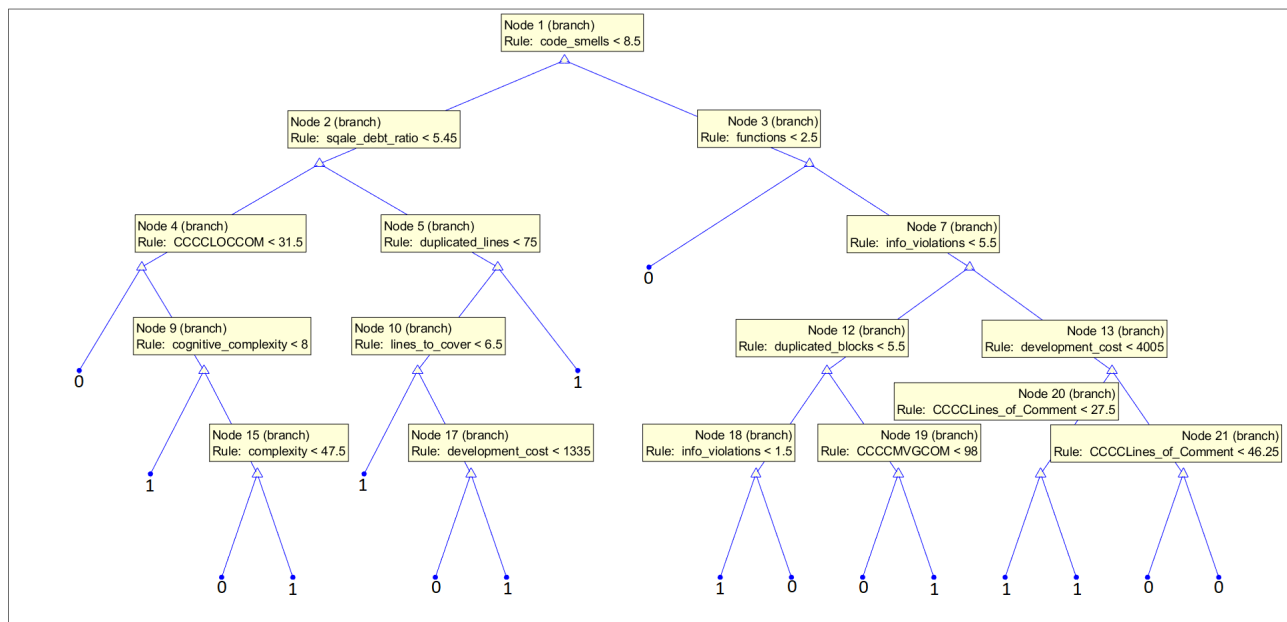 Node 1 (branch)
Rule: code_smells < 8.5
Node 2 (branch)
Rule: sqale_debt_ratio < 5.45
Node 3 (branch)
Rule: functions < 2.5
Node 4 (branch)
Rule: CCCCLOCCOM < 31.5
Node 5 (branch)
Rule: duplicated_lines < 75
Node 7 (branch)
Rule: info_violations < 5.5
0
Node 9 (branch)
Rule: cognitive_complexity < 8
Node 10 (branch)
Rule: lines_to_cover < 6.5
Node 12 (branch)
Rule: duplicated_blocks < 5.5
Node 13 (branch)
Rule: development_cost < 4005
0
1
Node 20 (branch)
Rule: CCCCLines_of_Comment < 27.5
Node 15 (branch)
Rule: complexity < 47.5
Node 17 (branch)
Rule: development_cost < 1335
Node 18 (branch)
Rule: info_violations < 1.5
Node 19 (branch)
Rule: CCCCMVGCOM < 98
Node 21 (branch)
Rule: CCCCLines_of_Comment < 46.25
1
1
0 1 0 1 1 0 0 1 1 1 0 0